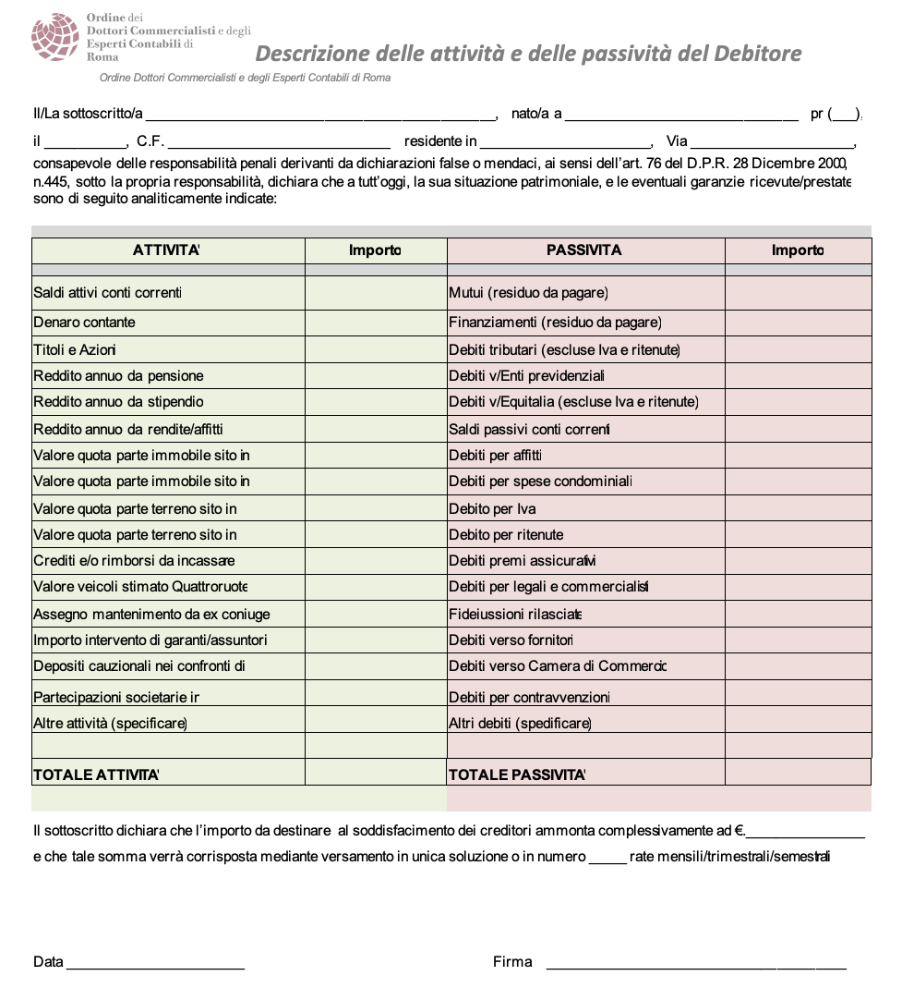 Ordine dei
Dottori Commercialisti e degli
Esperti Contabili di
Roma
Descrizione delle attività e delle passività del Debitore
Ordine Dottori Commercialisti e degli Esperti Contabili di Roma
Il/La sottoscritto/a ____________________________________________, nato/a a ______________________________ pr (___),
il __________, C.F. ____________________________ residente in _____________________, Via _____________________,
consapevole delle responsabilità penali derivanti da dichiarazioni false o mendaci, ai sensi dell'art. 76 del D.P.R. 28 Dicembre 2000,
n.445, sotto la propria responsabilità, dichiara che a tutt'oggi, la sua situazione patrimoniale, e le eventuali garanzie ricevute/prestate
sono di seguito analiticamente indicate:
ATTIVITA' Importo PASSIVITA Importo
Saldi attivi conti correnti Mutui (residuo da pagare)
Denaro contante Finanziamenti (residuo da pagare)
Titoli e Azioni Debiti tributari (escluse Iva e ritenute)
Reddito annuo da pensione Debiti v/Enti previdenziali
Reddito annuo da stipendio Debiti v/Equitalia (escluse Iva e ritenute)
Reddito annuo da rendite/affitti Saldi passivi conti correnti
Valore quota parte immobile sito in Debiti per affitti
Valore quota parte immobile sito in Debiti per spese condominiali
Valore quota parte terreno sito in Debito per Iva
Valore quota parte terreno sito in Debito per ritenute
Crediti e/o rimborsi da incassare Debiti premi assicurativi
Valore veicoli stimato Quattroruote Debiti per legali e commercialisti
Assegno mantenimento da ex coniuge Fideiussioni rilasciate
Importo intervento di garanti/assuntori Debiti verso fornitori
Depositi cauzionali nei confronti di Debiti verso Camera di Commercio
Partecipazioni societarie in Debiti per contravvenzioni
Altre attività (specificare) Altri debiti (spedificare)
TOTALE ATTIVITA' TOTALE PASSIVITA'
Il sottoscritto dichiara che l'importo da destinare al soddisfacimento dei creditori ammonta complessivamente ad €._______________
e che tale somma verrà corrisposta mediante versamento in unica soluzione o in numero _____ rate mensili/trimestrali/semestrali
Data ______________________ Firma ______________________________________